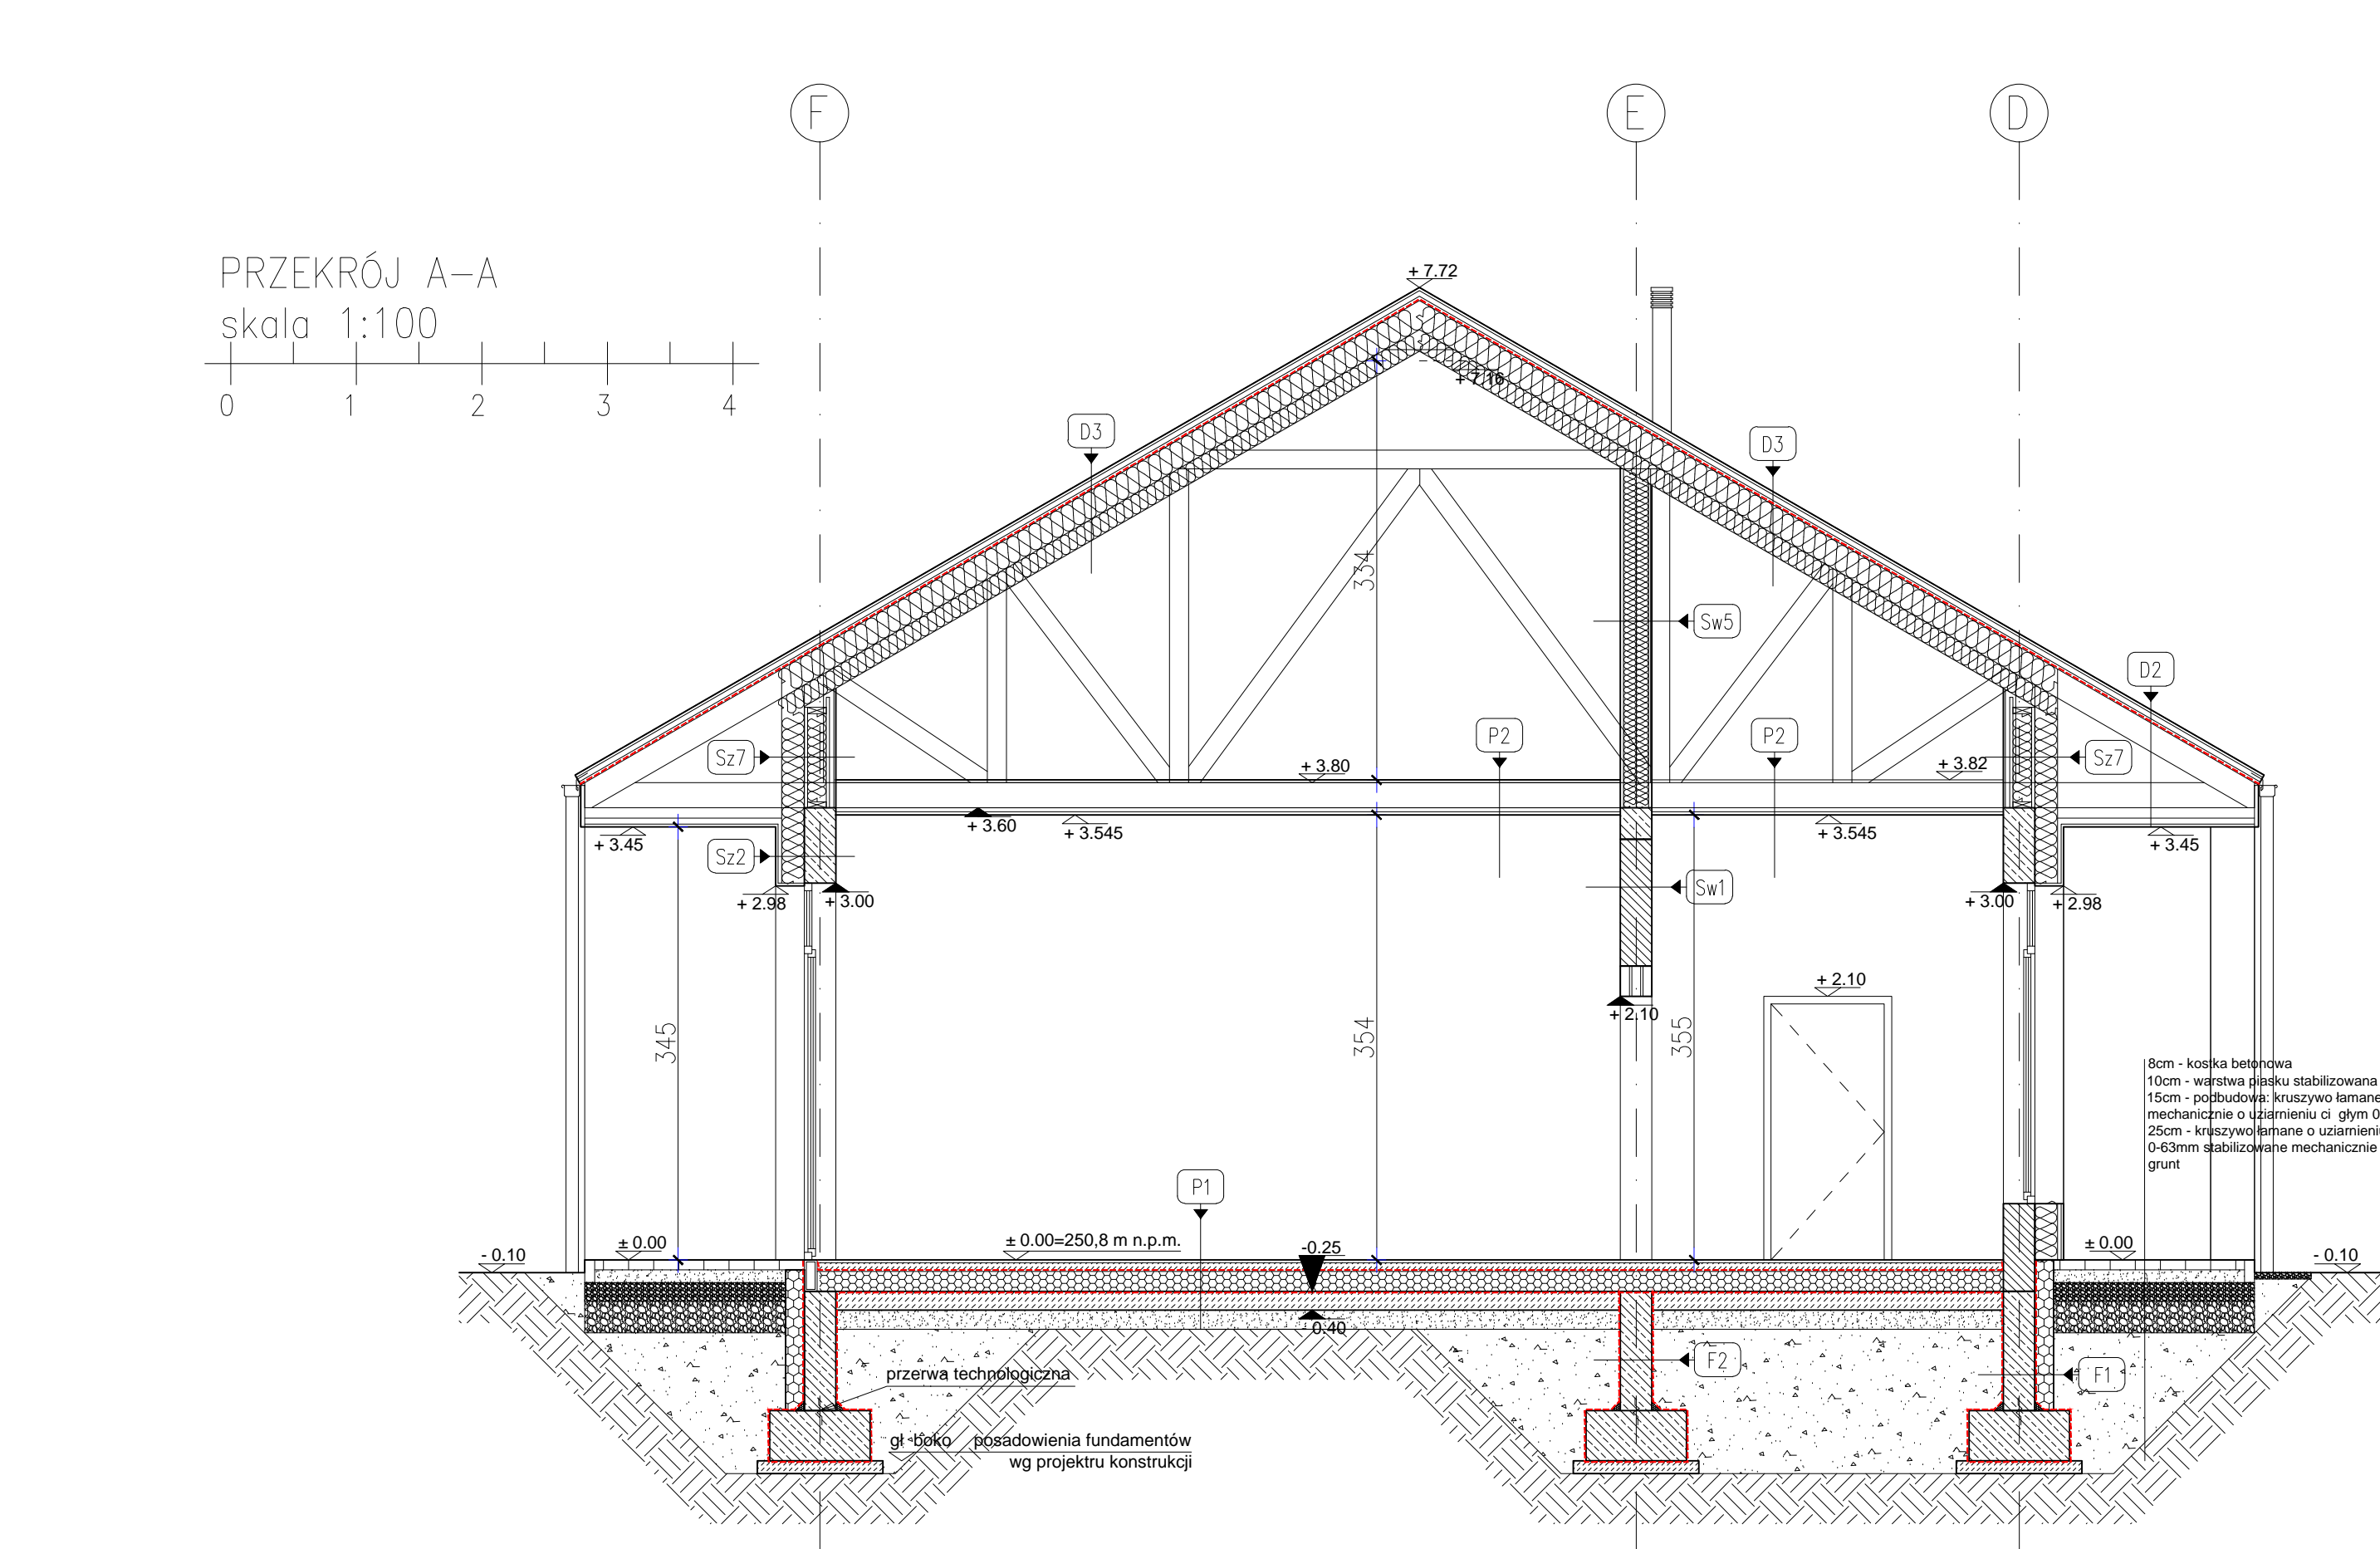 F
E
D
PRZEKRÓJ A-A
skala 1:100
0 1 2 3 4
+ 7.72
+ 7.16
D3
D3
334
Sw5
D2
Sz7
P2
P2
Sz7
+ 3.80
+ 3.82
+ 3.60
+ 3.545
+ 3.545
+ 3.45
+ 3.45
Sz2
Sw1
+ 2.98
+ 3.00
+ 3.00
+ 2.98
+ 2.10
+ 2.10
345
354
355
8cm - kostka betonowa
10cm - warstwa piasku stabilizowana
15cm - podbudowa: kruszywo łamane
mechanicznie o uziarnieniu ci głym 0
25cm - kruszywo łamane o uziarnieniu
0-63mm stabilizowane mechanicznie
grunt
P1
- 0.10
± 0.00
± 0.00=250,8 m n.p.m.
-0.25
± 0.00
- 0.10
- 0.40
F2
F1
przerwa technologiczna
gł boko posadowienia fundamentów
wg projektru konstrukcji